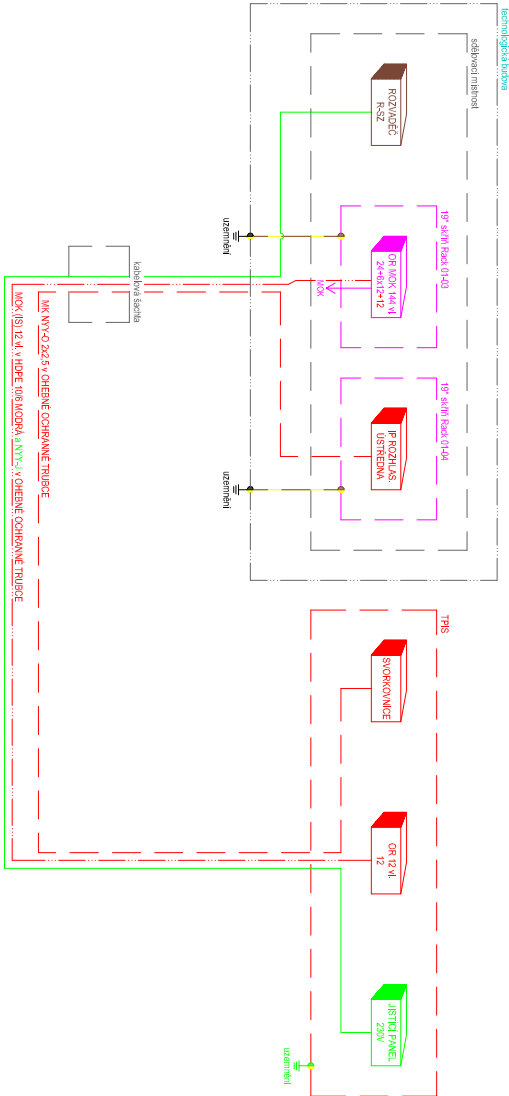 technologická budova
sdělovací místnost
ROZVADĚČ
R-SZ
19" skříň Rack 01-03
OR MOK 144 vl.
24+6x12+12
MOK
19" skříň Rack 01-04
IP ROZHLAS.
ÚSTŘEDNA
uzemnění
uzemnění
kabelová šachta
MK NYY-O 2x2,5 v OHEBNÉ OCHRANNÉ TRUBCE
MOK (IS) 12 vl. v HDPE 10/6 MODRÁ a NYY-J v OHEBNÉ OCHRANNÉ TRUBCE
TPIS
SVORKOVNICE
OR 12 vl.
12
JISTÍCÍ PANEL
230V
uzemnění